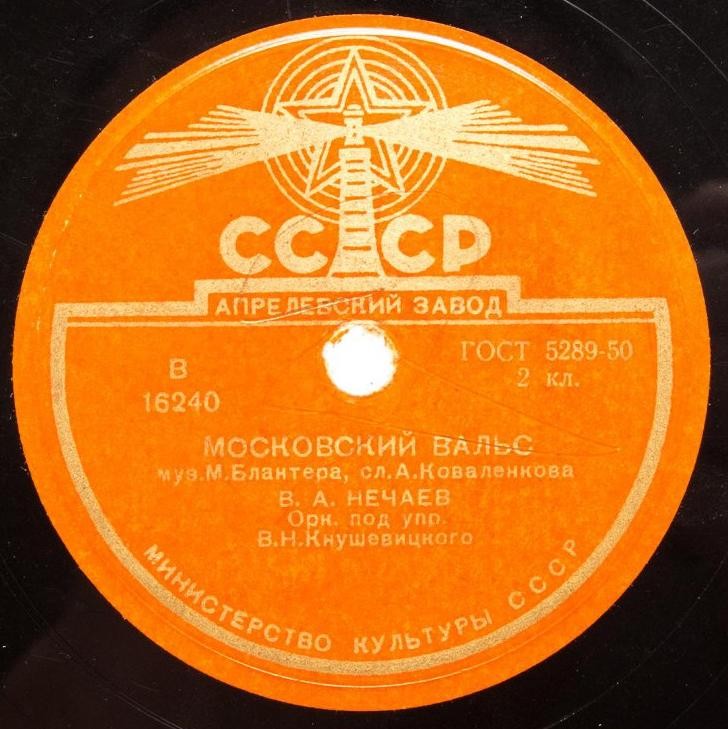 СССР
АПРЕЛЕВСКИЙ ЗАВОД
В
16240
ГОСТ 5289-50
2 кл.
МОСКОВСКИЙ ВАЛЬС
муз.М.Блантера, сл.А.Коваленкова
В. А. НЕЧАЕВ
Орк. под упр.
В.Н.Кнушевицкого
МИНИСТЕРСТВО КУЛЬТУРЫ СССР